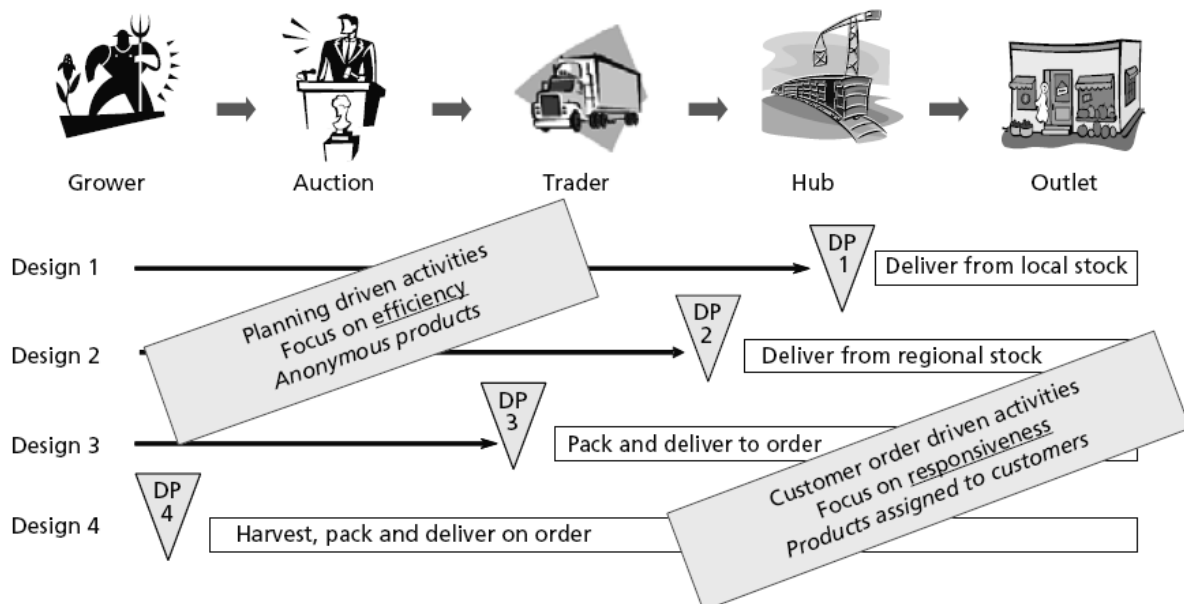 Grower
Auction
Trader
Hub
Outlet
Design 1
DP
1
Deliver from local stock
Planning driven activities
Focus on efficiency
Anonymous products
Design 2
DP
2
Deliver from regional stock
Design 3
DP
3
Pack and deliver to order
Customer order driven activities
Focus on responsiveness
Products assigned to customers
Design 4
DP
4
Harvest, pack and deliver on order